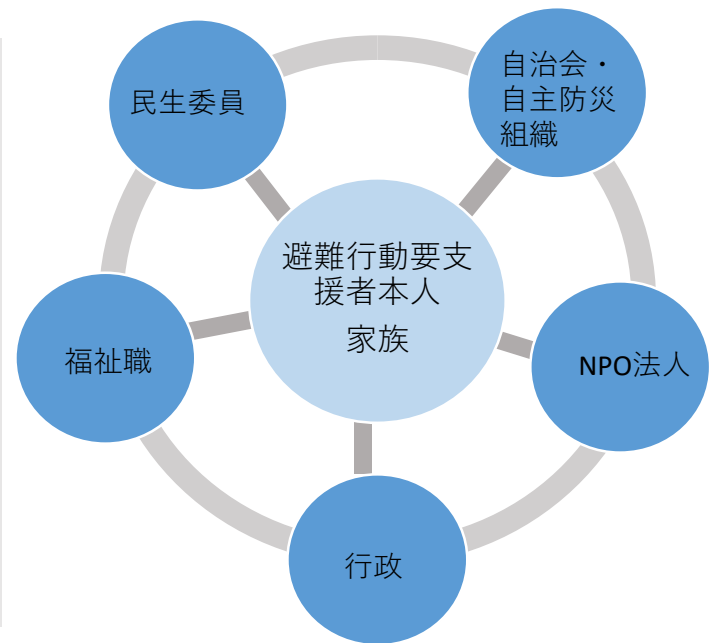 民生委員
自治会・
自主防災
組織
避難行動要支
援者本人
家族
福祉職
NPO法人
行政